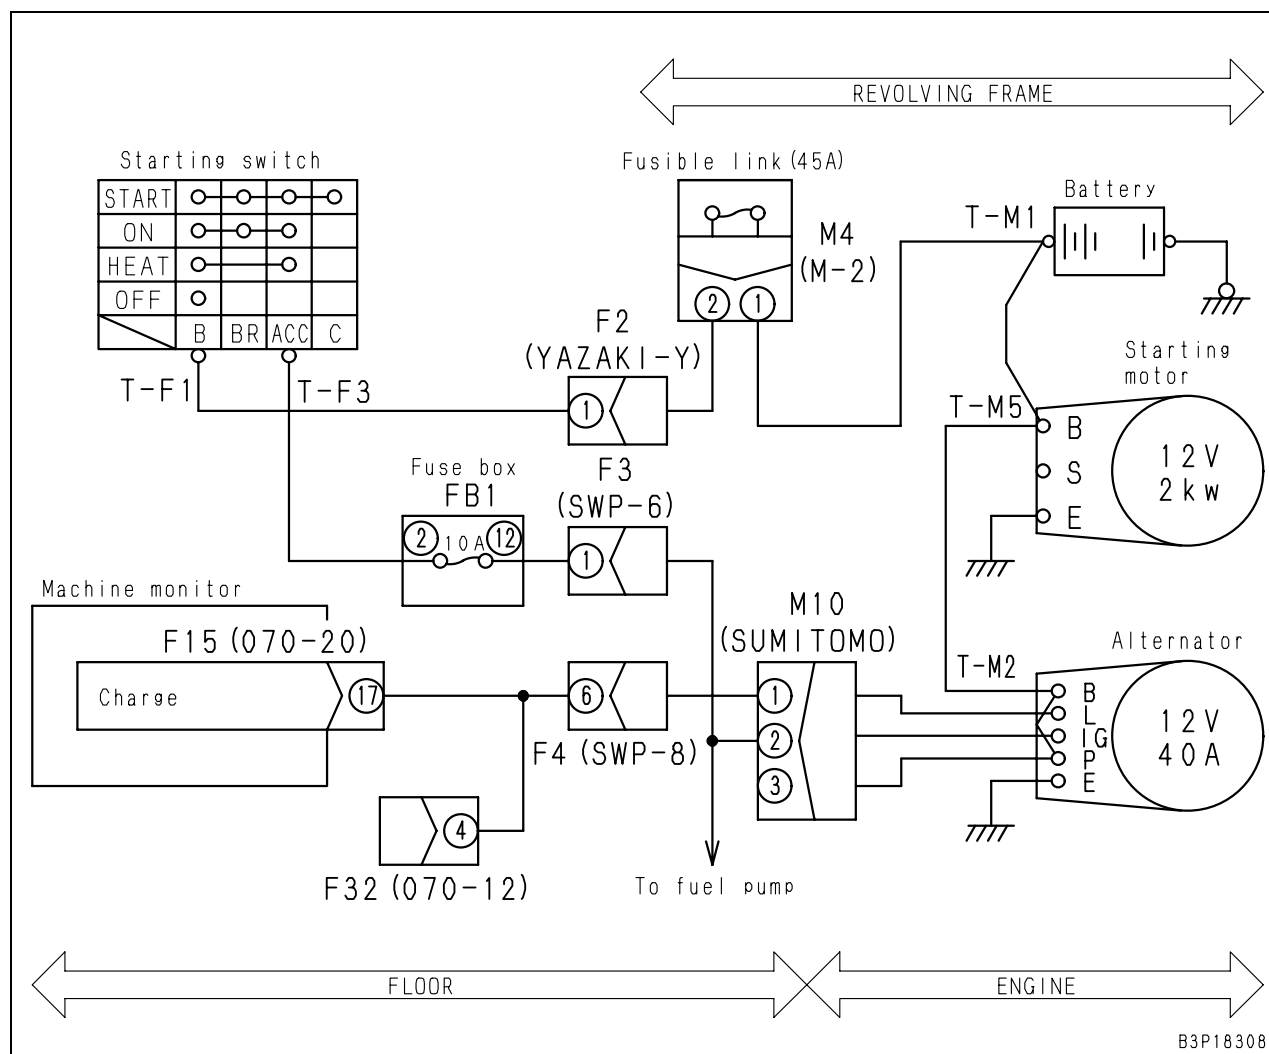 REVOLVING FRAME
Starting switch
START
ON
HEAT
OFF
B BR ACC C
T-F1
T-F3
Fusible link (45A)
M4
(M-2)
2 1
T-M1
Battery
F2
(YAZAKI-Y)
1
Starting
motor
T-M5
B
S
E
12V
2kw
Fuse box
FB1
2 10A 12
F3
(SWP-6)
1
Machine monitor
F15 (070-20)
Charge
17
6
F4 (SWP-8)
M10
(SUMITOMO)
1
2
3
Alternator
T-M2
B
L
IG
P
E
12V
40A
4
F32 (070-12)
To fuel pump
FLOOR
ENGINE
B3P18308